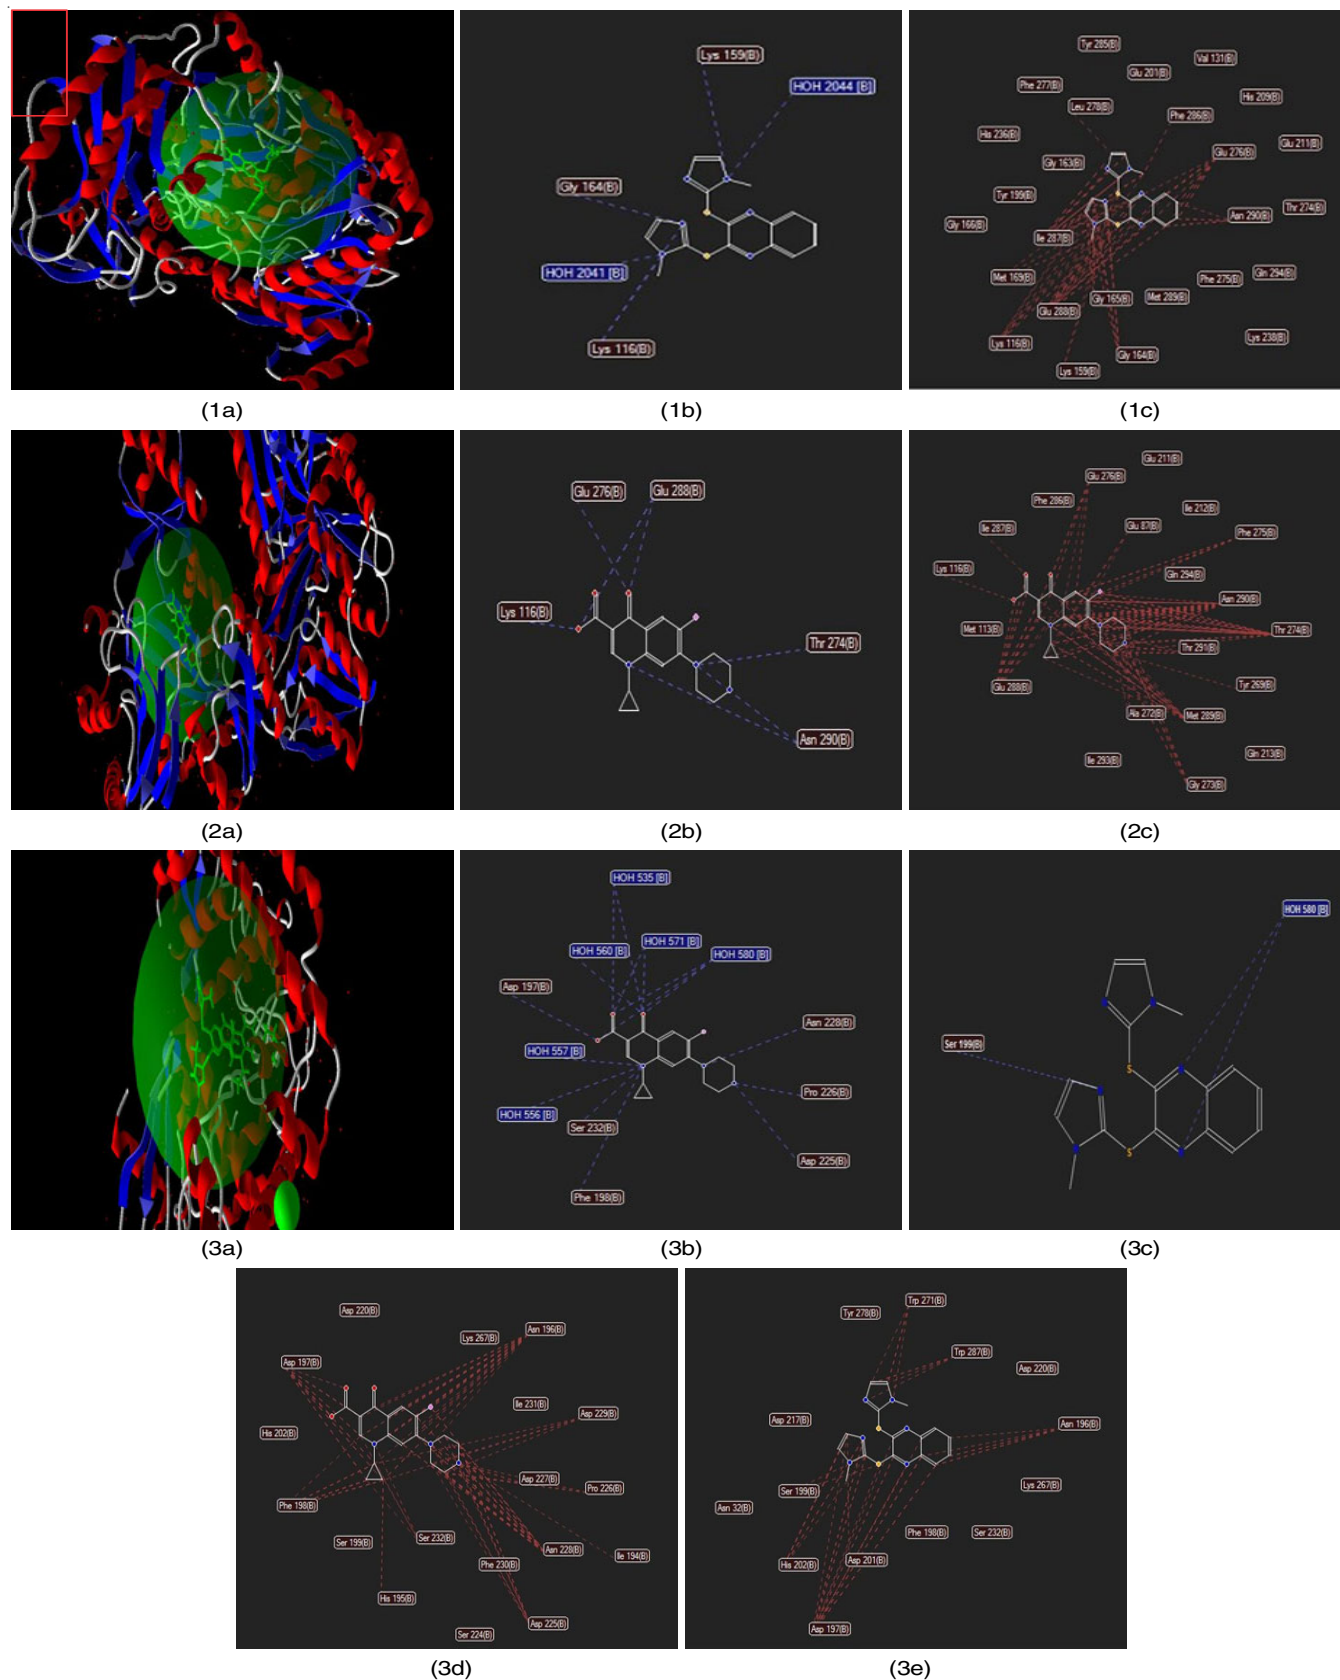 Lys 159(B)
HOH 2044 [B]
Gly 164(B)
HOH 2041 [B]
Lys 116(B)
Tyr 285(B)
Val 131(B)
Glu 201(B)
Phe 277(B)
His 209(B)
Leu 278(B)
Phe 286(B)
His 236(B)
Glu 211(B)
Glu 276(B)
Gly 163(B)
Tyr 199(B)
Thr 274(B)
Asn 290(B)
Gly 166(B)
Ile 287(B)
Met 169(B)
Gln 294(B)
Phe 275(B)
Gly 165(B)
Met 289(B)
Glu 288(B)
Lys 238(B)
Lys 116(B)
Gly 164(B)
Lys 159(B)
(1a)
(1b)
(1c)
Glu 276(B)
Glu 288(B)
Lys 116(B)
Thr 274(B)
Asn 290(B)
Glu 211(B)
Glu 276(B)
Phe 286(B)
Ile 212(B)
Ile 287(B)
Glu 87(B)
Phe 275(B)
Lys 116(B)
Gln 294(B)
Asn 290(B)
Met 113(B)
Thr 274(B)
Thr 291(B)
Glu 288(B)
Tyr 269(B)
Ala 272(B)
Met 289(B)
Ile 293(B)
Gln 213(B)
Gly 273(B)
(2a)
(2b)
(2c)
HOH 535 [B]
HOH 560 [B]
HOH 571 [B]
HOH 580 [B]
Asp 197(B)
Asn 228(B)
HOH 557 [B]
Pro 226(B)
HOH 556 [B]
Ser 232(B)
Asp 225(B)
Phe 198(B)
HOH 580 [B]
Ser 199(B)
N
N
S
N
N
N
S
N
(3a)
(3b)
(3c)
Asp 220(B)
Lys 267(B)
Asn 196(B)
Asp 197(B)
Ile 231(B)
Asp 229(B)
His 202(B)
Asp 227(B)
Pro 226(B)
Phe 198(B)
Ser 199(B)
Ser 232(B)
Asn 228(B)
Ile 194(B)
Phe 230(B)
His 195(B)
Asp 225(B)
Ser 224(B)
Trp 271(B)
Tyr 278(B)
Trp 287(B)
Asp 220(B)
Asp 217(B)
Asn 196(B)
Ser 199(B)
Lys 267(B)
Asn 32(B)
Phe 198(B)
Ser 232(B)
His 202(B)
Asp 201(B)
Asp 197(B)
(3d)
(3e)